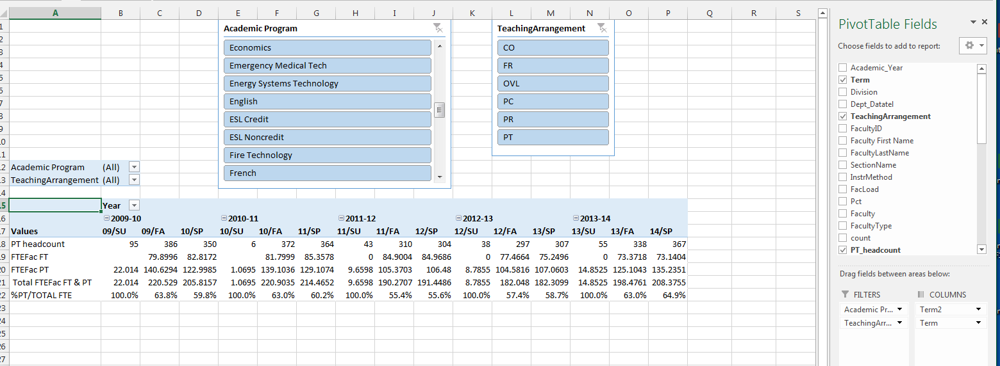 A B C D E F G H I J K L M N O P Q R S
PivotTable Fields
Choose fields to add to report:
Academic Program
Economics
Emergency Medical Tech
Energy Systems Technology
English
ESL Credit
ESL Noncredit
Fire Technology
French
TeachingArrangement
CO
FR
OVL
PC
PR
PT
Academic_Year
Term
Division
Dept_Datatel
TeachingArrangement
FacultyID
Faculty First Name
FacultyLastName
SectionName
InstrMethod
FacLoad
Pct
Faculty
FacultyType
count
PT_headcount
Academic Program (All)
TeachingArrangement (All)
Year
2009-10 2010-11 2011-12 2012-13 2013-14
Values 09/SU 09/FA 10/SP 10/SU 10/FA 11/SP 11/SU 11/FA 12/SP 12/SU 12/FA 13/SP 13/SU 13/FA 14/SP
PT headcount 95 386 350 6 372 364 43 310 304 38 297 307 55 338 367
FTEFac FT 79.8996 82.8172 81.7999 85.3578 0 84.9004 84.9686 0 77.4664 75.2496 0 73.3718 73.1404
FTEFac PT 22.014 140.6294 122.9985 1.0695 139.1036 129.1074 9.6598 105.3703 106.48 8.7855 104.5816 107.0603 14.8525 125.1043 135.2351
Total FTEFac FT & PT 22.014 220.529 205.8157 1.0695 220.9035 214.4652 9.6598 190.2707 191.4486 8.7855 182.048 182.3099 14.8525 198.4761 208.3755
%PT/TOTAL FTE 100.0% 63.8% 59.8% 100.0% 63.0% 60.2% 100.0% 55.4% 55.6% 100.0% 57.4% 58.7% 100.0% 63.0% 64.9%
Drag fields between areas below:
FILTERS
Academic Pr...
TeachingArr...
COLUMNS
Term2
Term